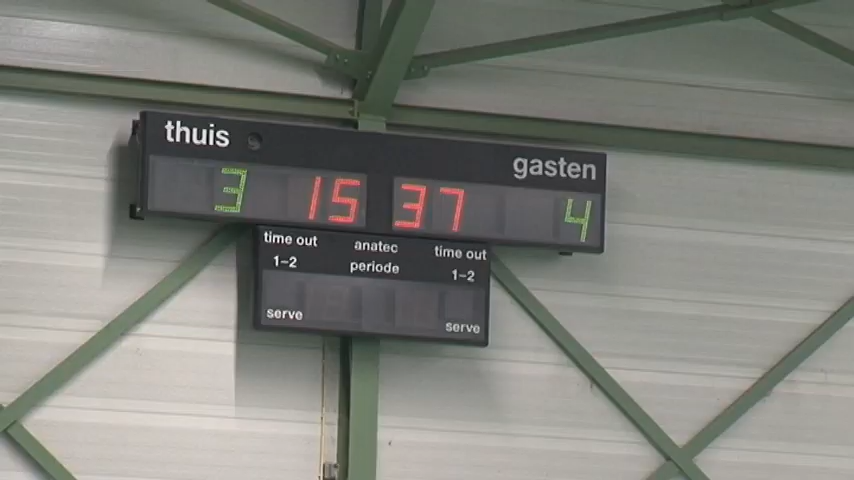 thuis
gasten
3 15 37 4
time out anatec time out
1-2 periode 1-2
serve serve